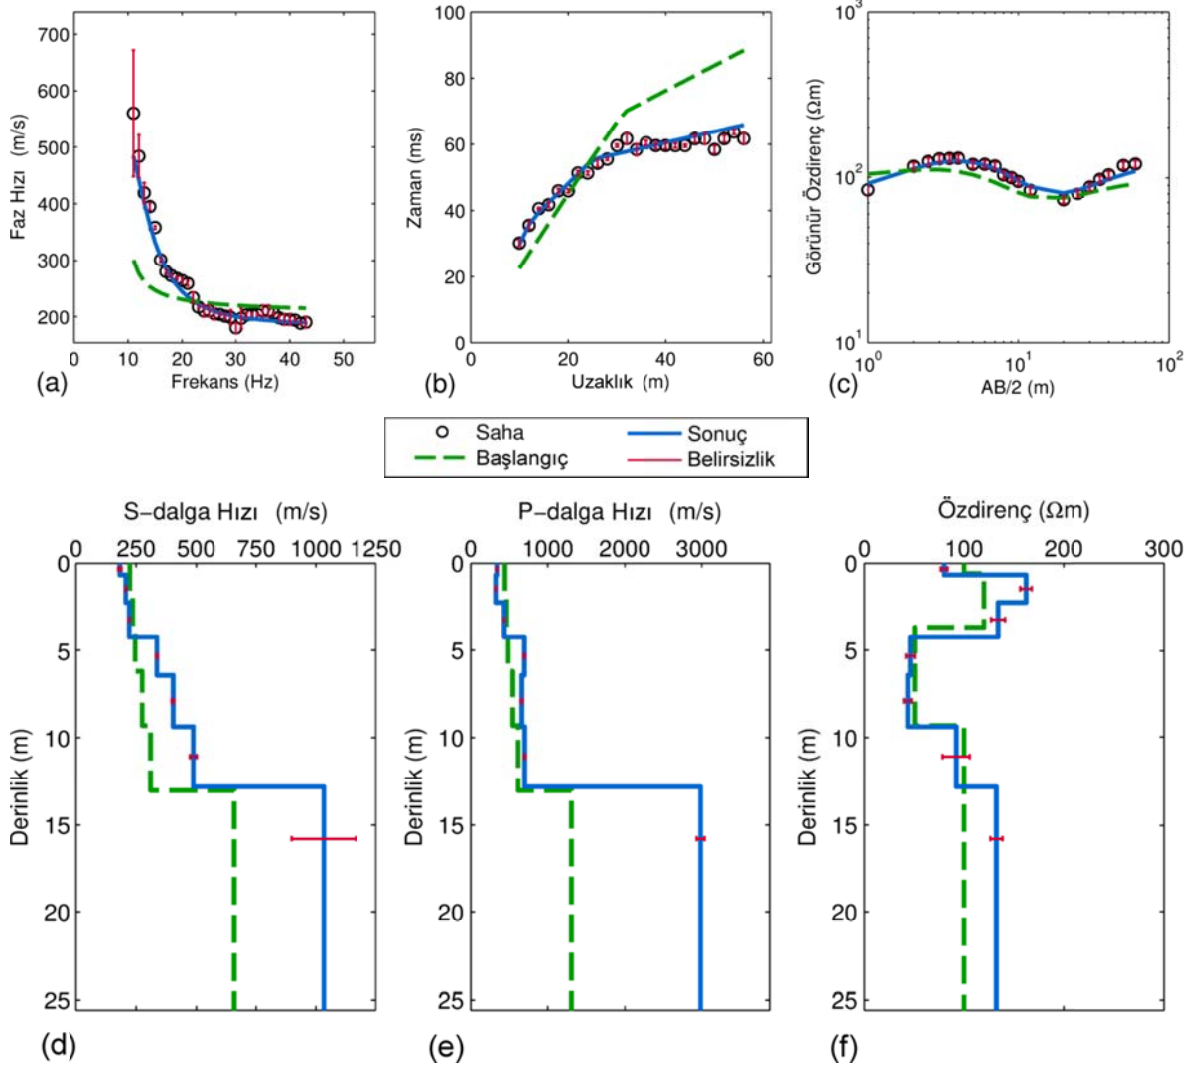 700
600
500
400
300
200
0
10
20
30
40
50
Faz Hızı (m/s)
Frekans (Hz)
(a)
100
80
60
40
20
0
0
20
40
60
Zaman (ms)
Uzaklık (m)
(b)
10³
10²
10¹
10⁰
10¹
10²
Görünür Özdirenç (Ωm)
AB/2 (m)
(c)
Saha
Sonuç
Başlangıç
Belirsizlik
S-dalga Hızı (m/s)
0 250 500 750 1000 1250
0
5
10
15
20
25
Derinlik (m)
(d)
P-dalga Hızı (m/s)
0 1000 2000 3000
0
5
10
15
20
25
Derinlik (m)
(e)
Özdirenç (Ωm)
0 100 200 300
0
5
10
15
20
25
Derinlik (m)
(f)